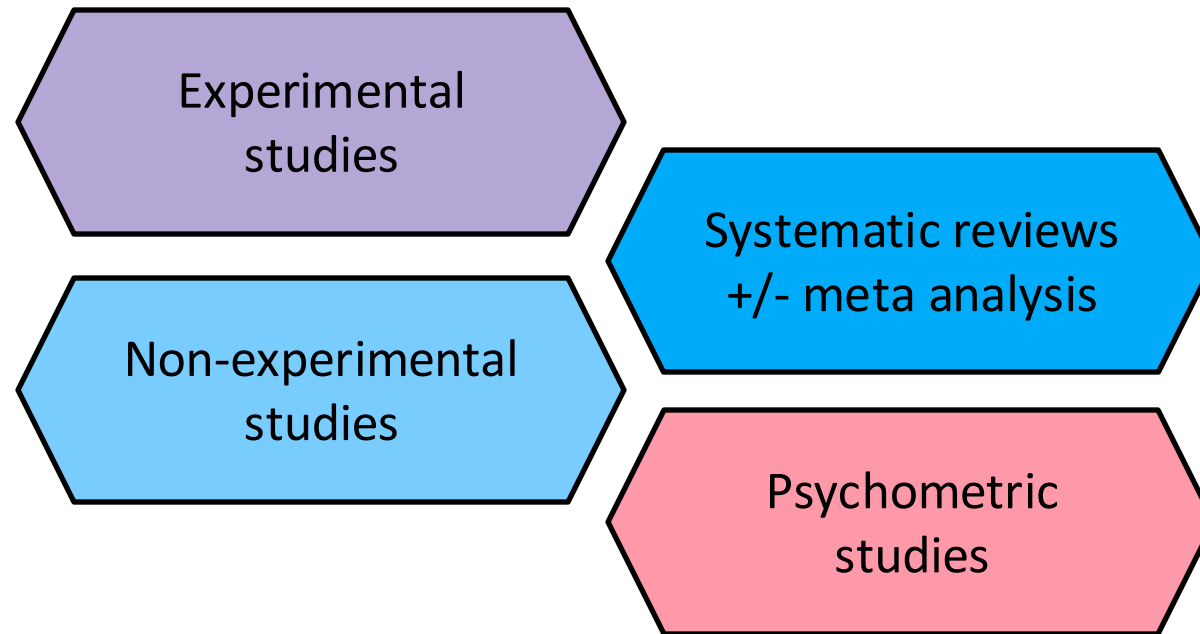 Experimental
studies
Systematic reviews
+/- meta analysis
Non-experimental
studies
Psychometric
studies